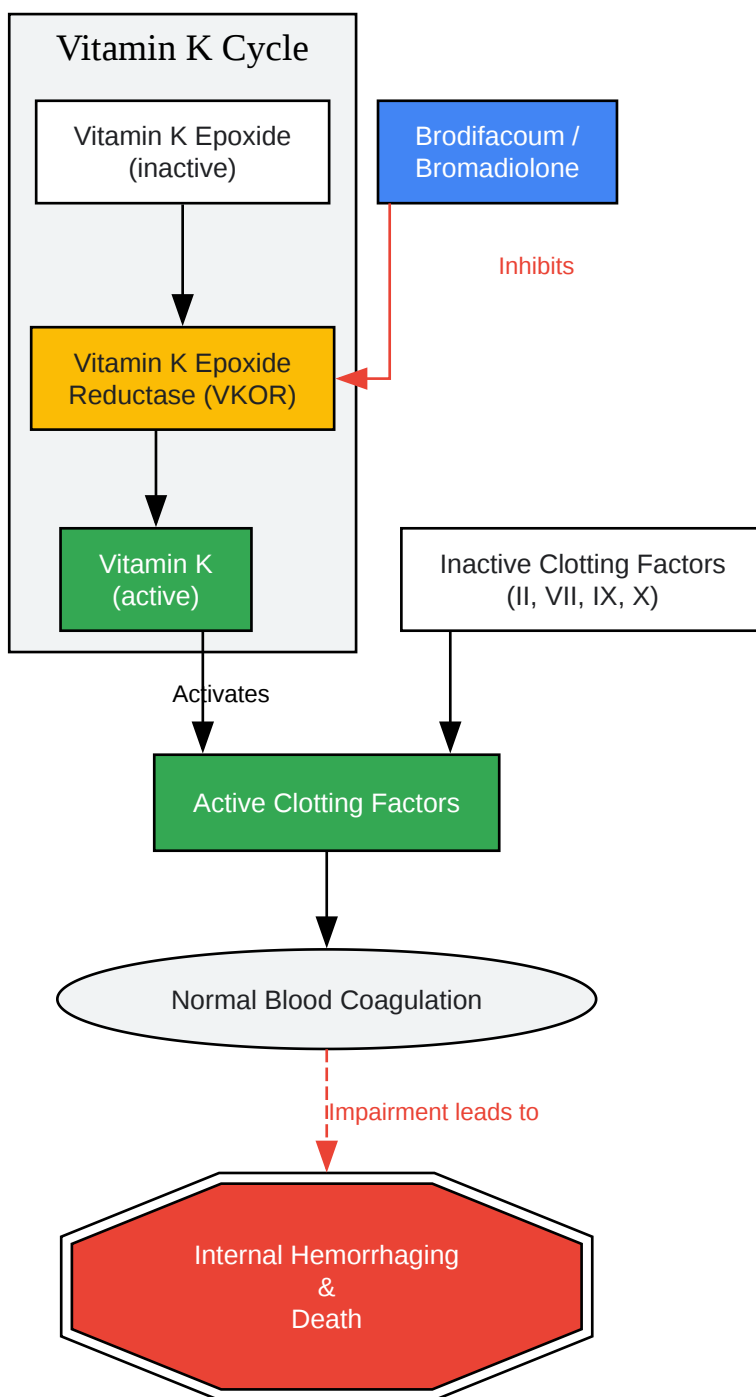 Vitamin K Cycle
Vitamin K Epoxide
(inactive)
Brodifacoum /
Bromadiolone
Inhibits
Vitamin K Epoxide
Reductase (VKOR)
Vitamin K
(active)
Inactive Clotting Factors
(II, VII, IX, X)
Activates
Active Clotting Factors
Normal Blood Coagulation
Impairment leads to
Internal Hemorrhaging
&
Death